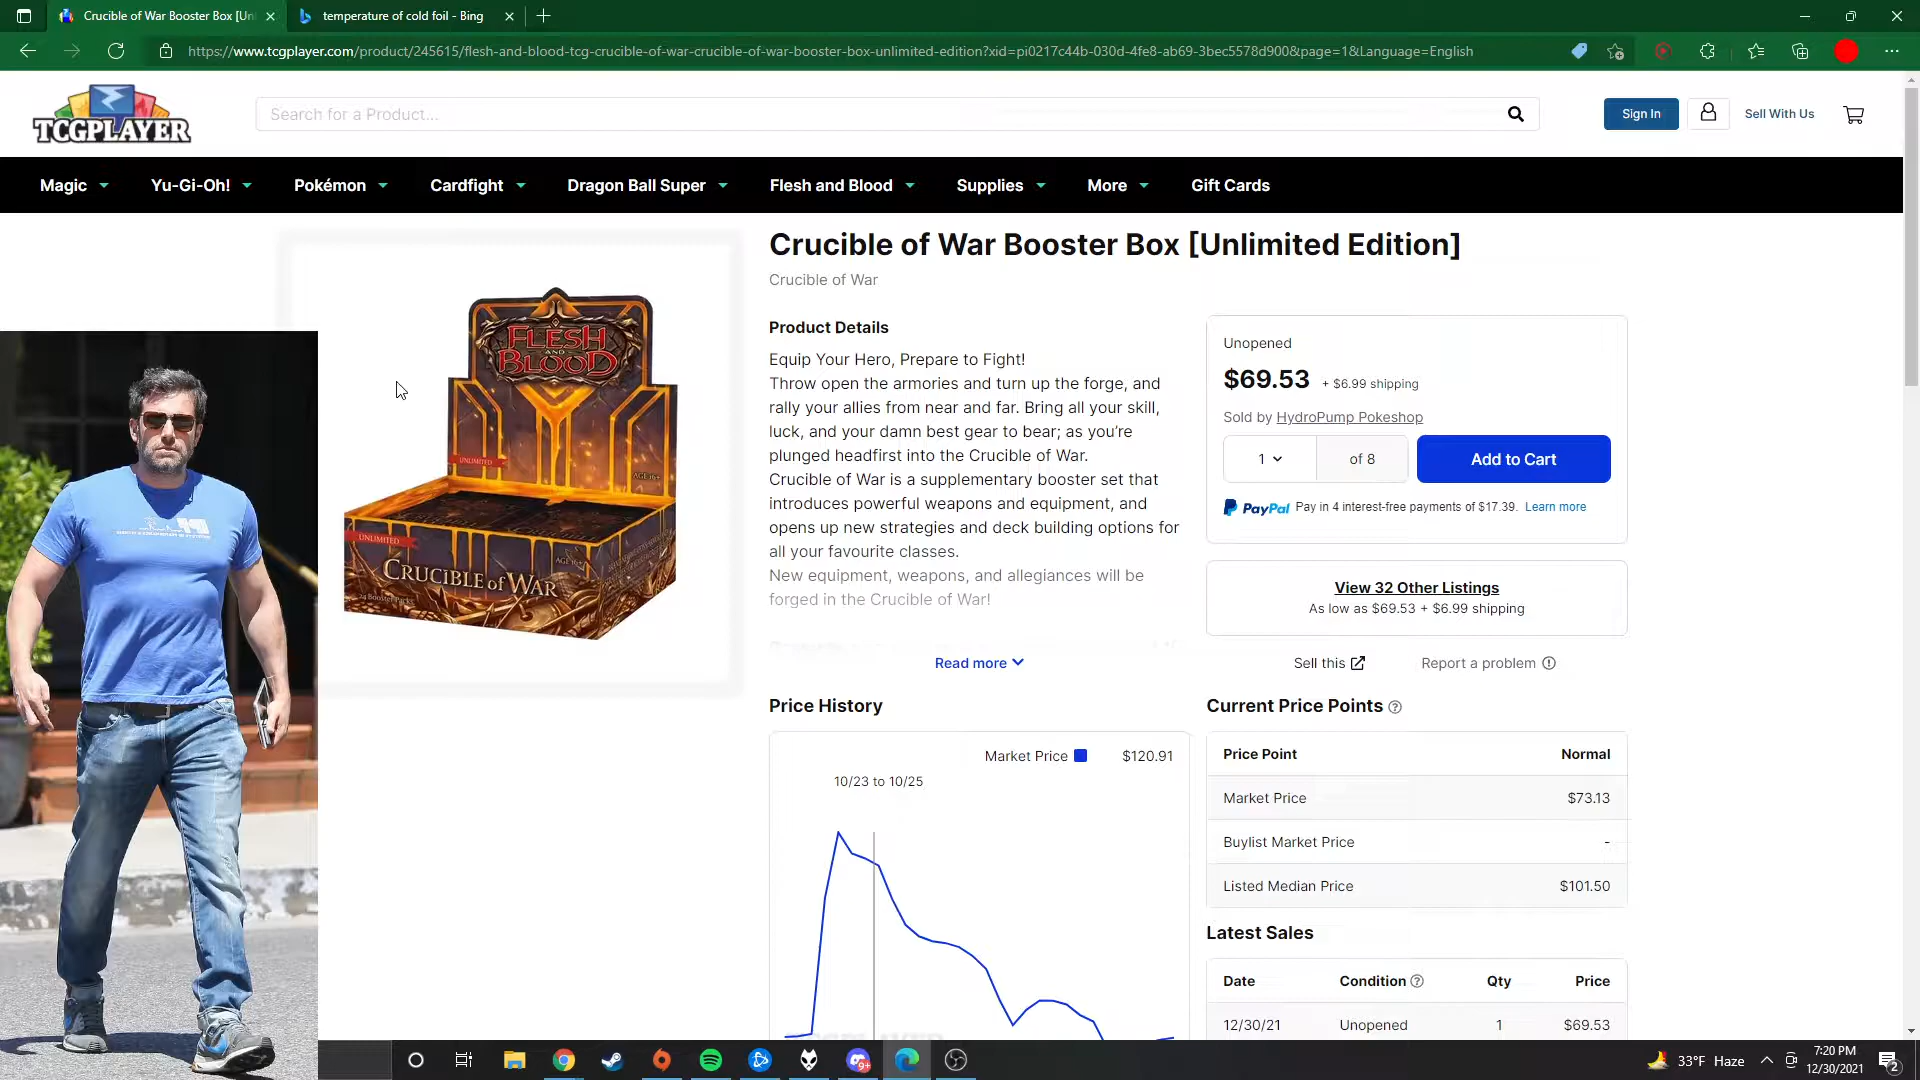 Crucible of War Booster Box [Un
temperature of cold foil - Bing
https://www.tcgplayer.com/product/245615/flesh-and-blood-tcg-crucible-of-war-crucible-of-war-booster-box-unlimited-edition?xid=pi0217c44b-030d-4fe8-ab69-3bec5578d900&page=1&Language=English
TCGPLAYER
Search for a Product...
Sign In
Sell With Us
Magic
Yu-Gi-Oh!
Pokémon
Cardfight
Dragon Ball Super
Flesh and Blood
Supplies
More
Gift Cards
Crucible of War Booster Box [Unlimited Edition]
Crucible of War
FLESH
AND
BLOOD
UNLIMITED
AGE 16+
UNLIMITED
AGE 16+
CRUCIBLE of WAR
24 Booster Packs
Product Details
Equip Your Hero, Prepare to Fight!
Throw open the armories and turn up the forge, and
rally your allies from near and far. Bring all your skill,
luck, and your damn best gear to bear; as you’re
plunged headfirst into the Crucible of War.
Crucible of War is a supplementary booster set that
introduces powerful weapons and equipment, and
opens up new strategies and deck building options for
all your favourite classes.
New equipment, weapons, and allegiances will be
forged in the Crucible of War!
Read more
Unopened
$69.53 + $6.99 shipping
Sold by HydroPump Pokeshop
1 of 8 Add to Cart
PayPal Pay in 4 interest-free payments of $17.39. Learn more
View 32 Other Listings
As low as $69.53 + $6.99 shipping
Sell this
Report a problem
Price History
Market Price $120.91
10/23 to 10/25
TCGPLAYER
Current Price Points
Price Point Normal
Market Price $73.13
Buylist Market Price -
Listed Median Price $101.50
Latest Sales
Date Condition Qty Price
12/30/21 Unopened 1 $69.53
9+
33°F Haze
7:20 PM
12/30/2021
2